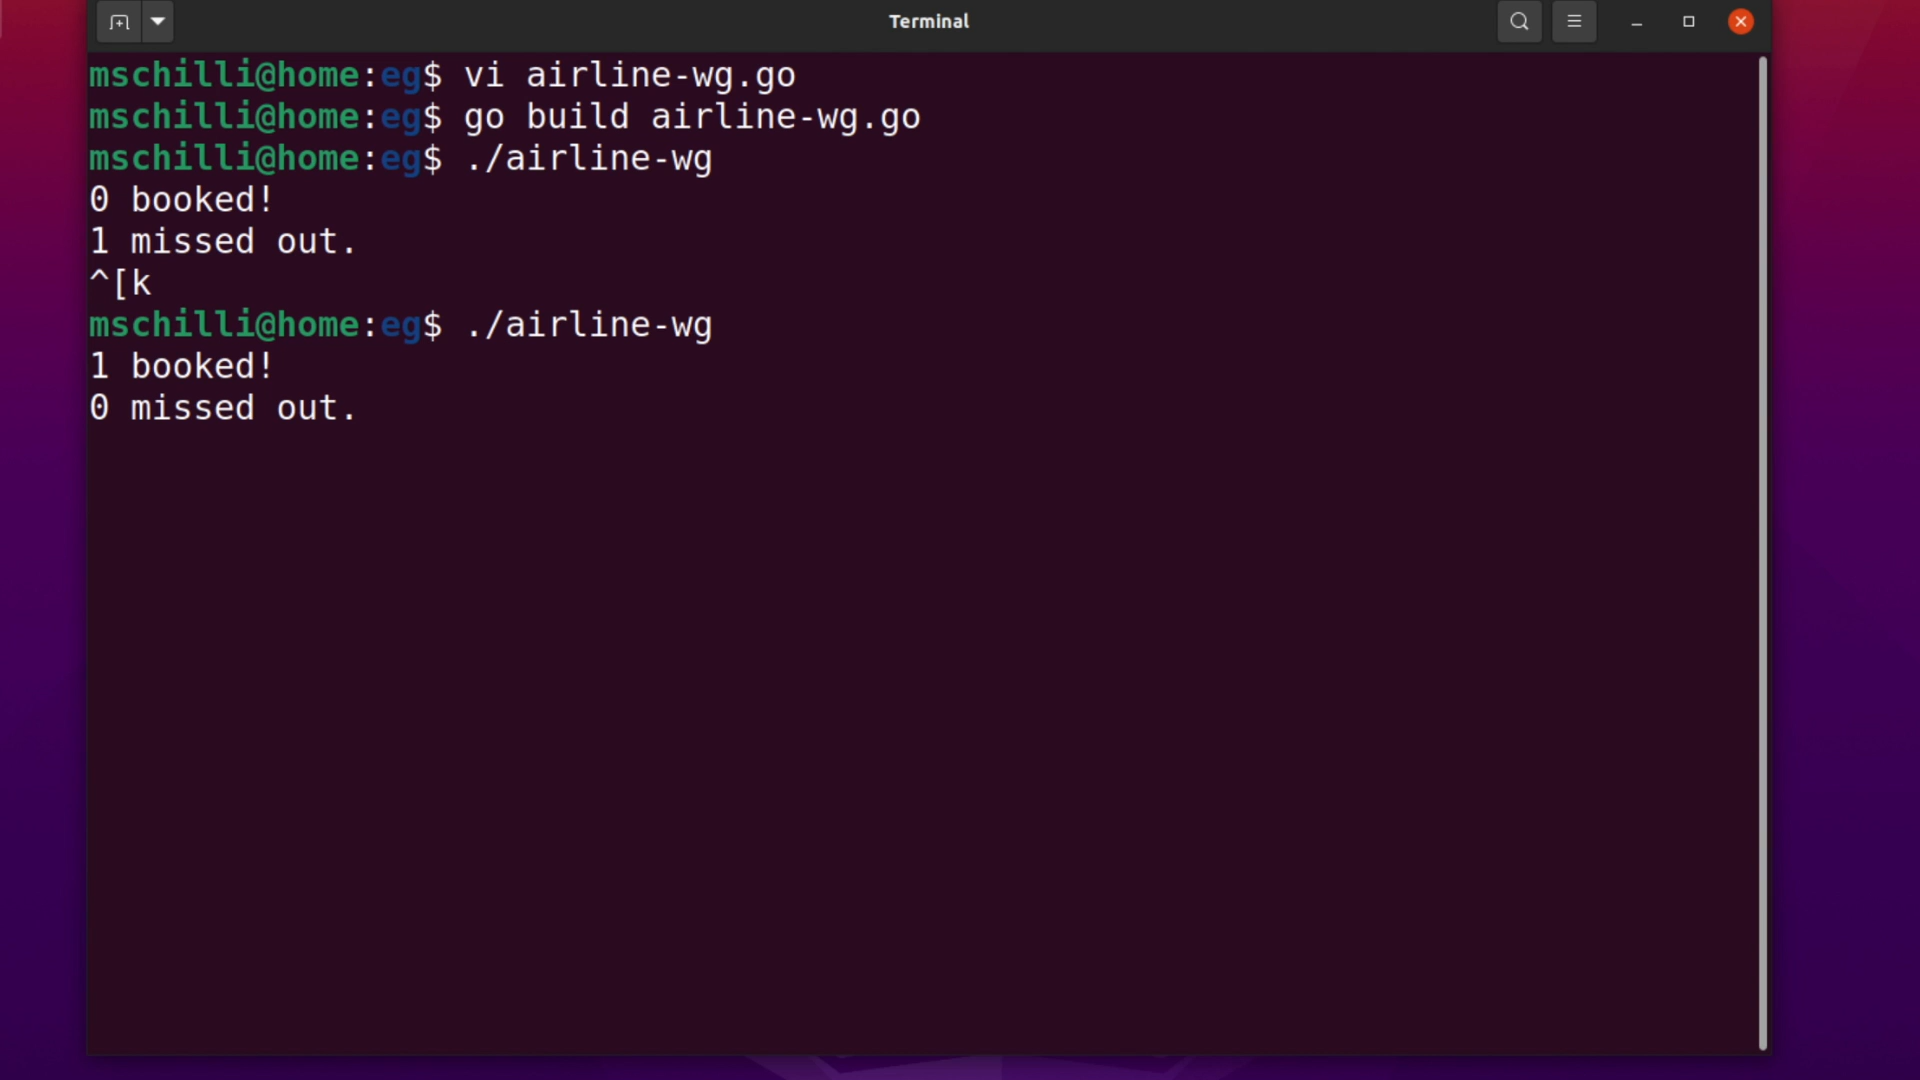 Terminal
mschilli@home:eg$ vi airline-wg.go
mschilli@home:eg$ go build airline-wg.go
mschilli@home:eg$ ./airline-wg
0 booked!
1 missed out.
^[k
mschilli@home:eg$ ./airline-wg
1 booked!
0 missed out.